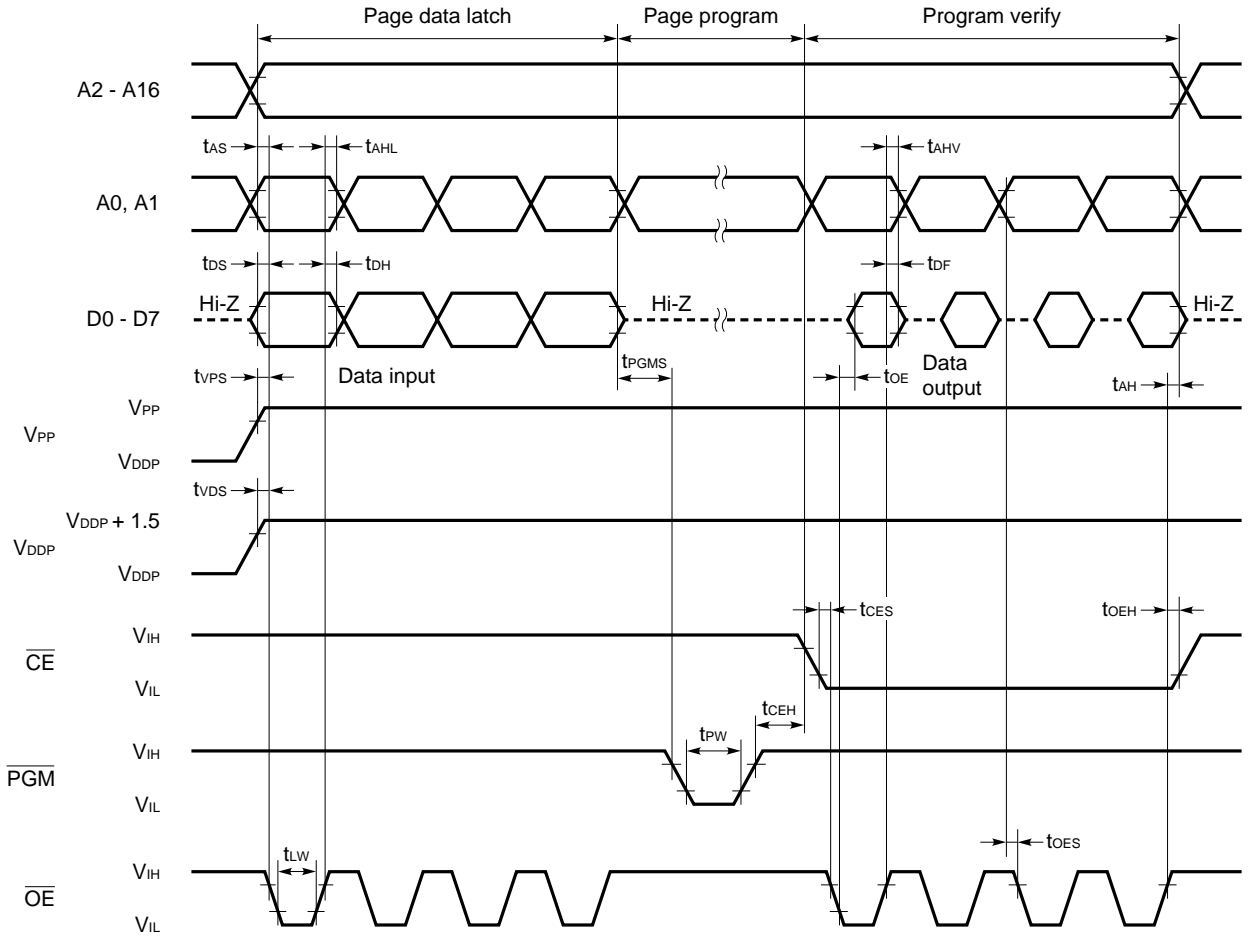 Page data latch
Page program
Program verify
A2 - A16
tAS
tAHL
tAHV
A0, A1
tDS
tDH
tDF
Hi-Z
Hi-Z
Hi-Z
D0 - D7
Data input
tPGMS
tOE
Data
output
tAH
tVPS
VPP
VPP
VDDP
tVDS
VDDP + 1.5
VDDP
VDDP
tCES
tOEH
VIH
CE
VIL
tCEH
tPW
VIH
PGM
VIL
tLW
tOES
VIH
OE
VIL